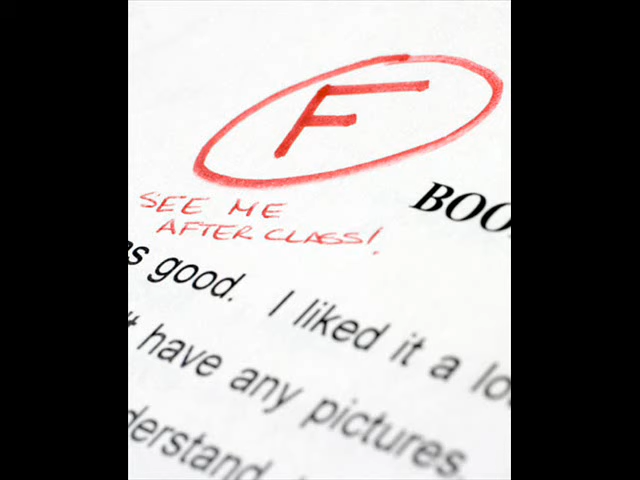 F
SEE ME
AFTER CLASS!
BOO
s good. I liked it a lo
't have any pictures.
derstand